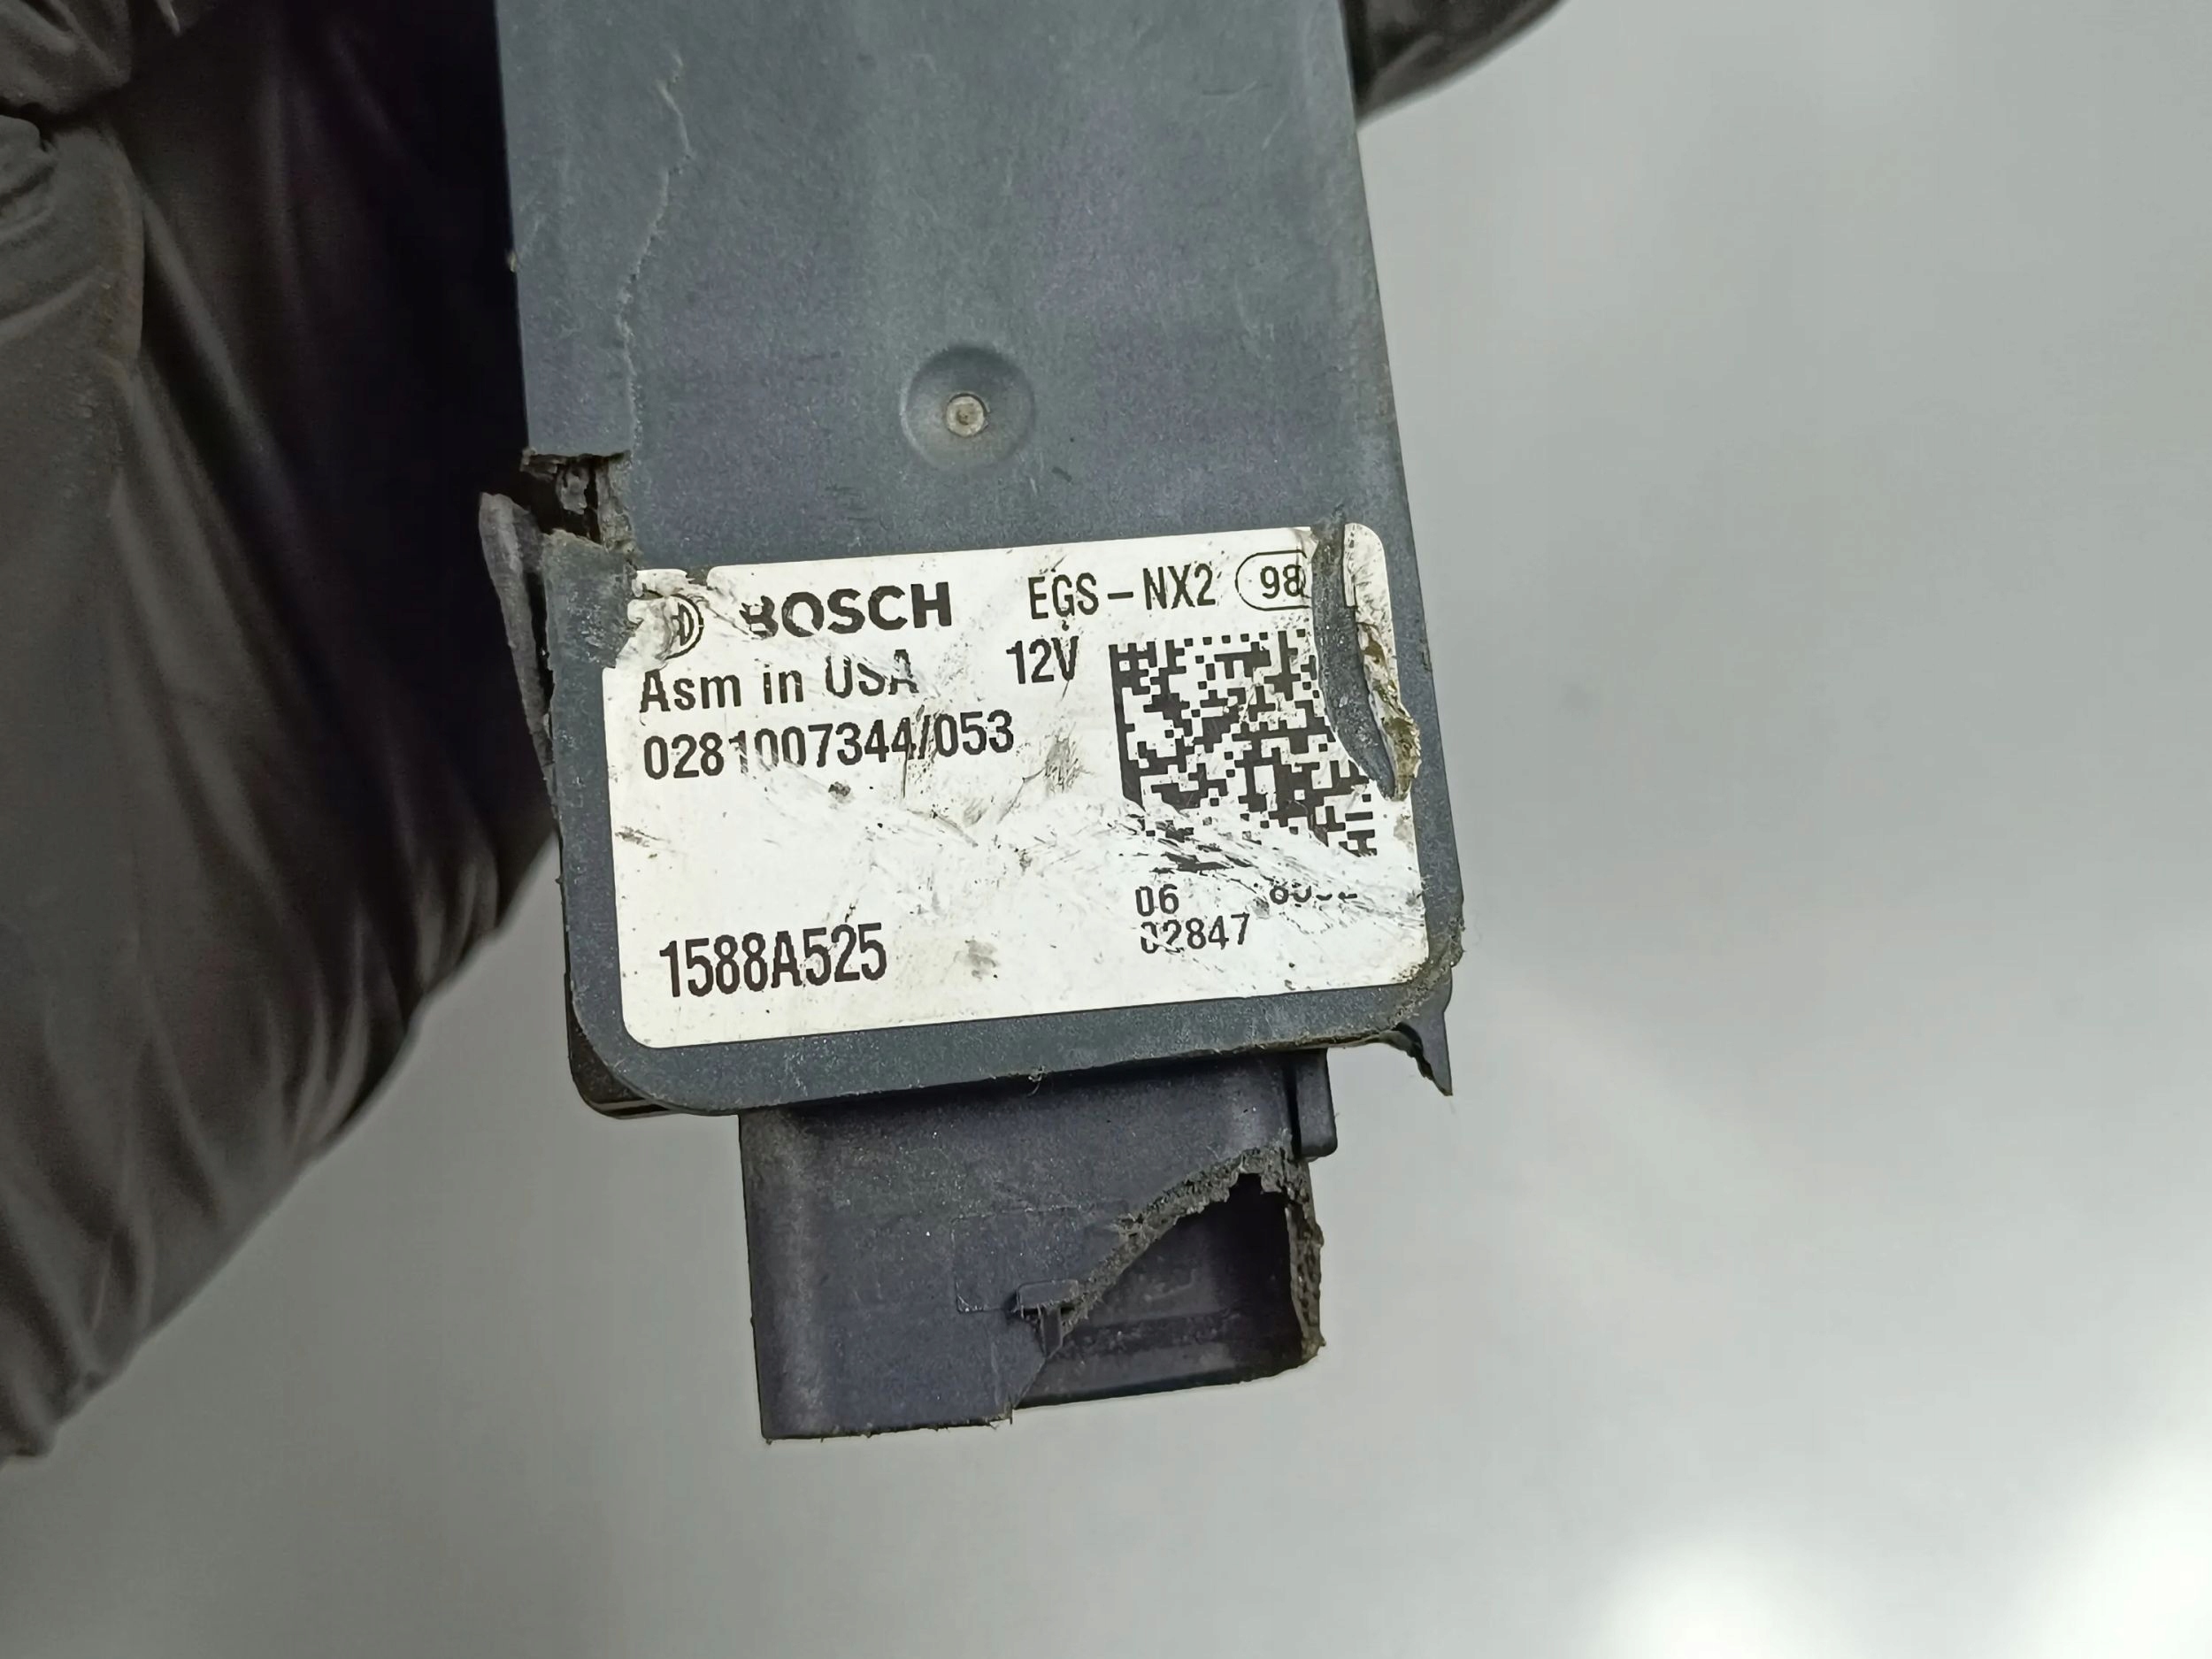 BOSCH EGS-NX2 98
Asm in USA 12V
0281007344/053
06
02847
1588A525